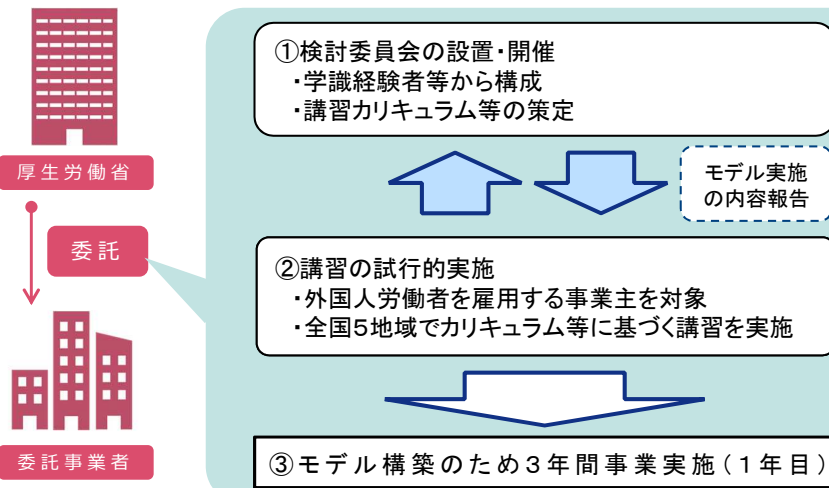 厚生労働省
委託
委託事業者
①検討委員会の設置・開催
・学識経験者等から構成
・講習カリキュラム等の策定
モデル実施
の内容報告
②講習の試行的実施
・外国人労働者を雇用する事業主を対象
・全国5地域でカリキュラム等に基づく講習を実施
③モデル構築のため3年間事業実施(1年目)